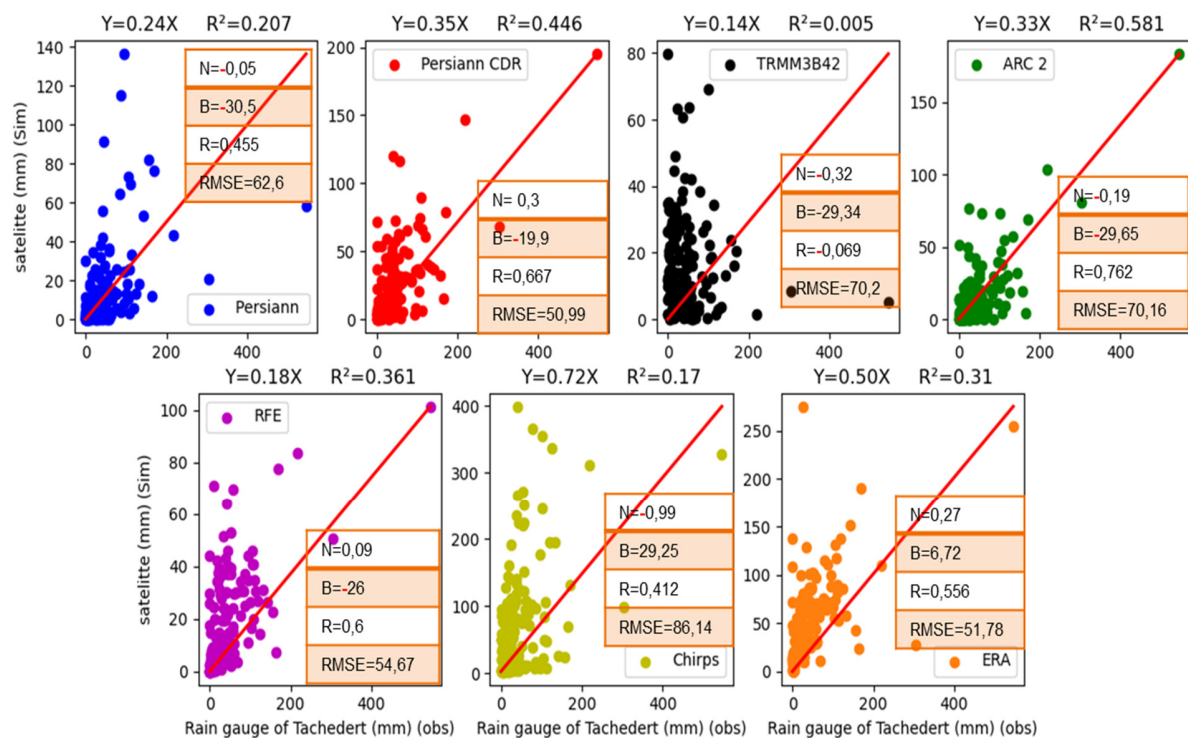 Y=0.24X R²=0.207
Y=0.35X R²=0.446
Y=0.14X R²=0.005
Y=0.33X R²=0.581
satelitte (mm) (Sim)
140
120
100
80
60
40
20
0
N=-0,05
B=-30,5
R=0,455
RMSE=62,6
Persiann
0 200 400
200
150
100
50
0
Persiann CDR
N= 0,3
B=-19,9
R=0,667
RMSE=50,99
0 200 400
80
60
40
20
0
TRMM3B42
N=-0,32
B=-29,34
R=-0,069
RMSE=70,2
0 200 400
150
100
50
0
ARC 2
N=-0,19
B=-29,65
R=0,762
RMSE=70,16
0 200 400
Y=0.18X R²=0.361
Y=0.72X R²=0.17
Y=0.50X R²=0.31
satelitte (mm) (Sim)
100
80
60
40
20
0
RFE
N=0,09
B=-26
R=0,6
RMSE=54,67
0 200 400
Rain gauge of Tachedert (mm) (obs)
400
300
200
100
0
N=-0,99
B=29,25
R=0,412
RMSE=86,14
Chirps
0 200 400
Rain gauge of Tachedert (mm) (obs)
250
200
150
100
50
0
N=0,27
B=6,72
R=0,556
RMSE=51,78
ERA
0 200 400
Rain gauge of Tachedert (mm) (obs)